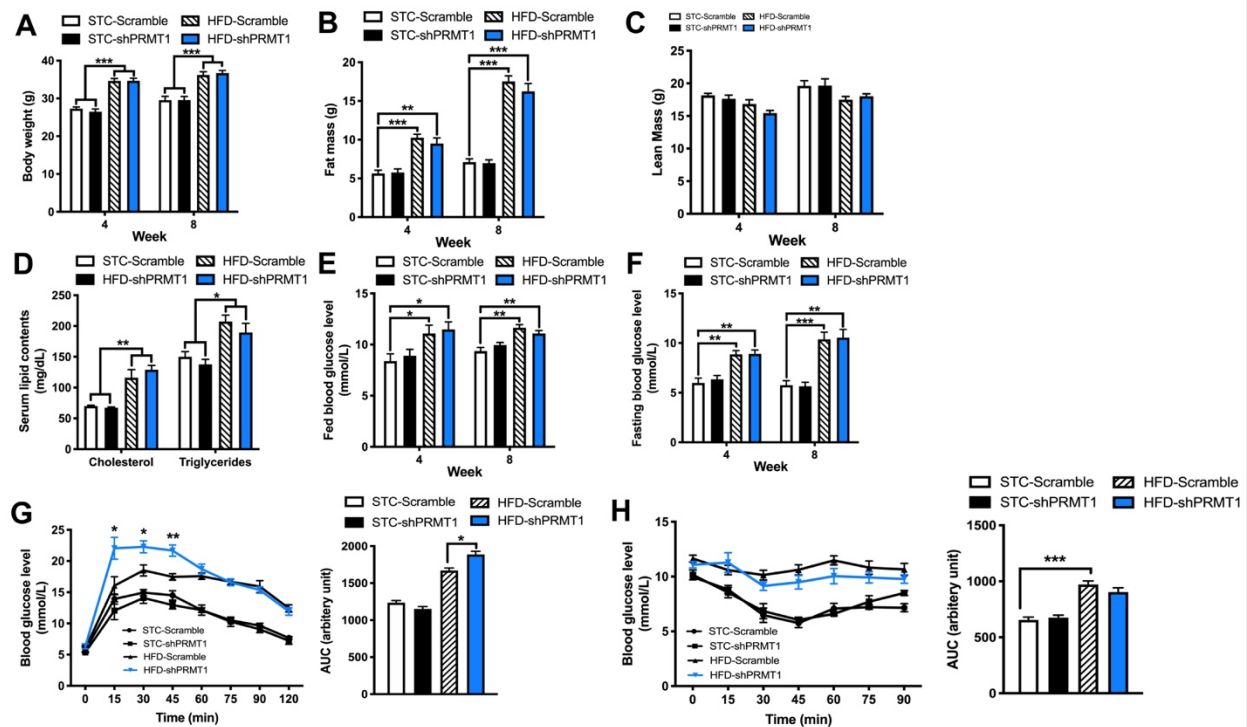 A
STC-Scramble HFD-Scramble
STC-shPRMT1 HFD-shPRMT1
Body weight (g)
40
30
20
10
0
*** ***
4 8
Week
B
STC-Scramble HFD-Scramble
STC-shPRMT1 HFD-shPRMT1
Fat mass (g)
20
15
10
5
0
**
***
***
***
4 8
Week
C
STC-Scramble HFD-Scramble
STC-shPRMT1 HFD-shPRMT1
Lean Mass (g)
25
20
15
10
5
0
4 8
Week
D
STC-Scramble HFD-Scramble
HFD-shPRMT1 HFD-shPRMT1
Serum lipid contents
(mg/dL)
250
200
150
100
50
0
** *
Cholesterol Triglycerides
E
STC-Scramble HFD-Scramble
STC-shPRMT1 HFD-shPRMT1
Fed blood glucose level
(mmol/L)
15
10
5
0
* **
* **
4 8
Week
F
STC-Scramble HFD-Scramble
STC-shPRMT1 HFD-shPRMT1
Fasting blood glucose level
(mmol/L)
15
10
5
0
** **
** ***
4 8
Week
G
Blood glucose level
(mmol/L)
25
20
15
10
5
0
* * **
STC-Scramble
STC-shPRMT1
HFD-Scramble
HFD-shPRMT1
0 15 30 45 60 75 90 120
Time (min)
STC-Scramble HFD-Scramble
STC-shPRMT1 HFD-shPRMT1
AUC (arbitery unit)
2000
1500
1000
500
0
*
H
Blood glucose level
(mmol/L)
15
10
5
0
STC-Scramble
STC-shPRMT1
HFD-Scramble
HFD-shPRMT1
0 15 30 45 60 75 90
Time (min)
STC-Scramble HFD-Scramble
STC-shPRMT1 HFD-shPRMT1
AUC (arbitery unit)
1500
1000
500
0
***